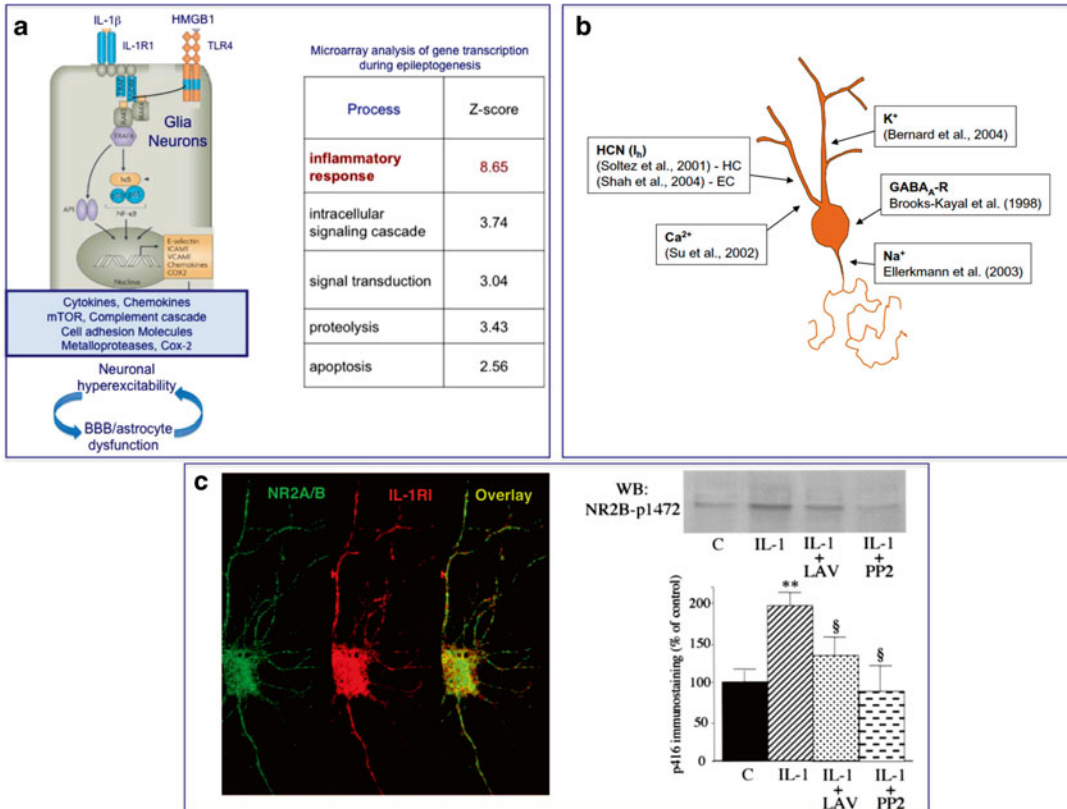 a
IL-1β
HMGB1
IL-1R1
TLR4
Glia
Neurons
TRAF6
IκB
AP1
NF-κB
E-selectin
ICAM1
VCAM1
Chemokines
COX2
Nucleus
Cytokines, Chemokines
mTOR, Complement cascade
Cell adhesion Molecules
Metalloproteases, Cox-2
Neuronal
hyperexcitability
BBB/astrocyte
dysfunction
Microarray analysis of gene transcription
during epileptogenesis
Process Z-score
inflammatory
response 8.65
intracellular
signaling cascade 3.74
signal transduction 3.04
proteolysis 3.43
apoptosis 2.56
b
K+
(Bernard et al., 2004)
HCN (Ih)
(Soltez et al., 2001) - HC
(Shah et al., 2004) - EC
GABAA-R
Brooks-Kayal et al. (1998)
Ca2+
(Su et al., 2002)
Na+
Ellerkmann et al. (2003)
c
NR2A/B IL-1RI Overlay
WB:
NR2B-p1472
C IL-1 IL-1 IL-1
+ +
LAV PP2
p416 immunostaining (% of control)
200
150
100
50
0
**
§
§
C IL-1 IL-1 IL-1
+ +
LAV PP2